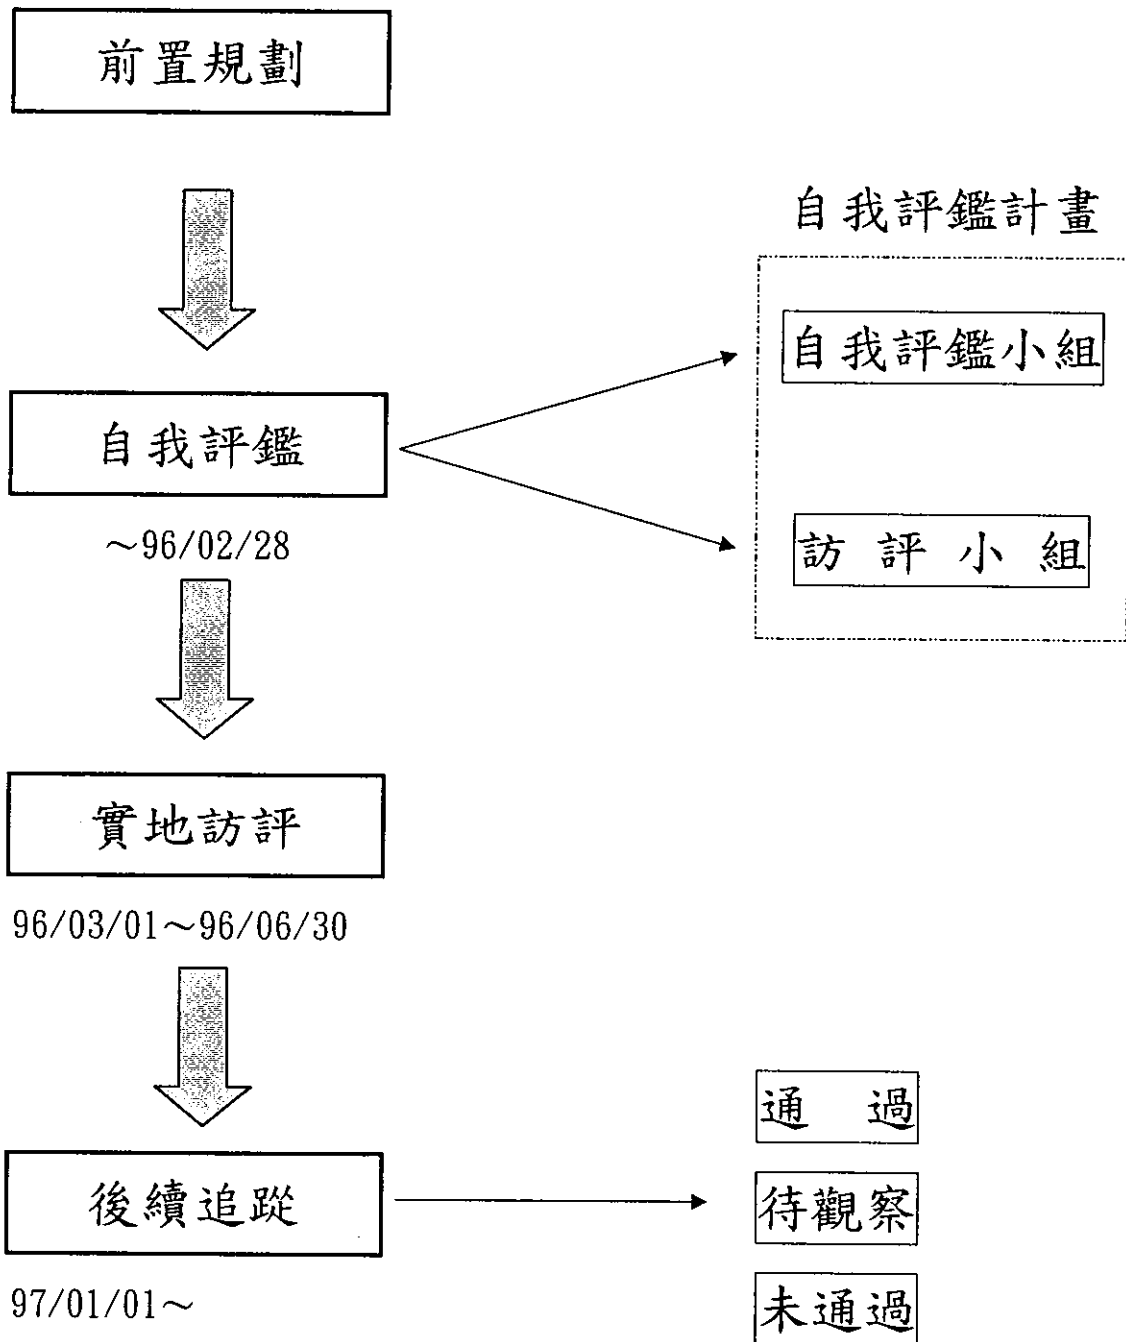 前置規劃
自我評鑑計畫
自我評鑑小組
自我評鑑
～96/02/28
訪評小組
實地訪評
96/03/01～96/06/30
通 過
後續追蹤
待觀察
97/01/01～
未通過